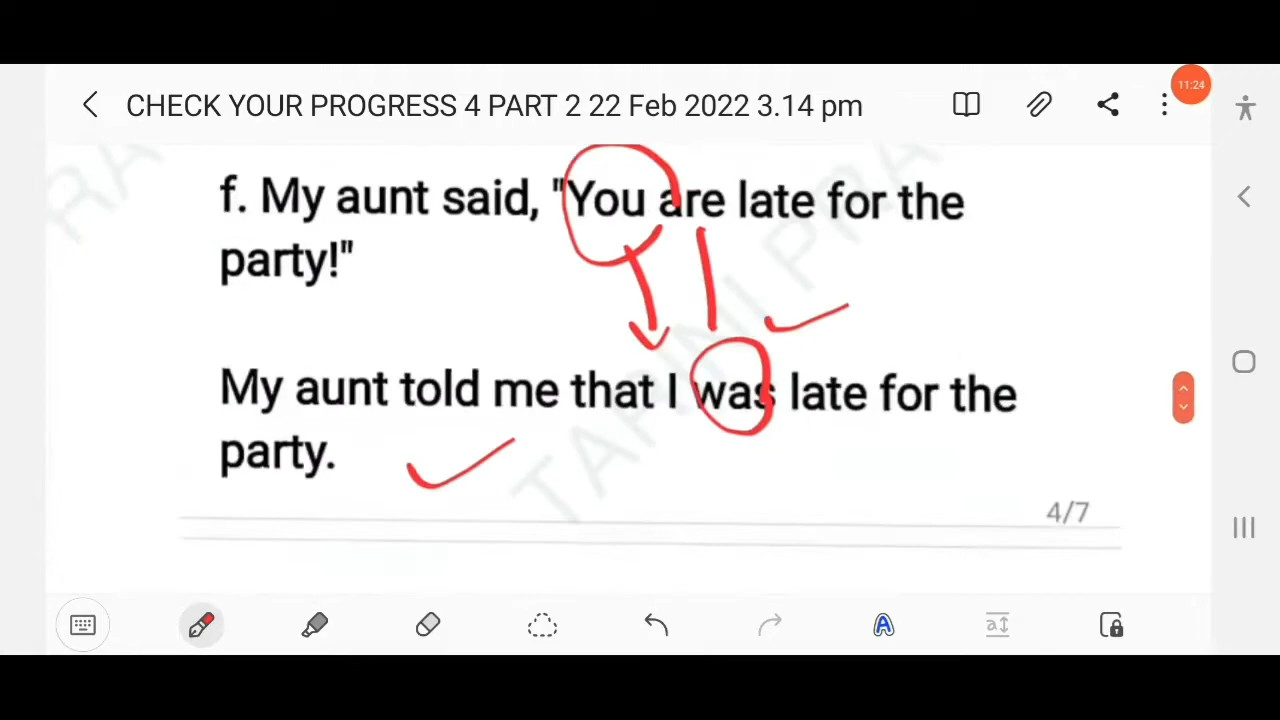 11:24
CHECK YOUR PROGRESS 4 PART 2 22 Feb 2022 3.14 pm
f. My aunt said, "You are late for the
party!"
My aunt told me that I was late for the
party.
4/7